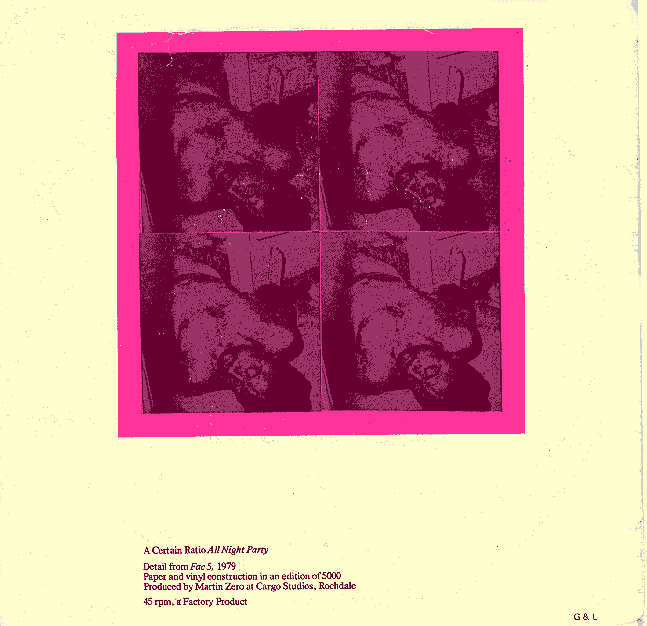 A Certain Ratio All Night Party
Detail from Fac 5, 1979
Paper and vinyl construction in an edition of 5000
Produced by Martin Zero at Cargo Studios, Rochdale
45 rpm, a Factory Product
G & L